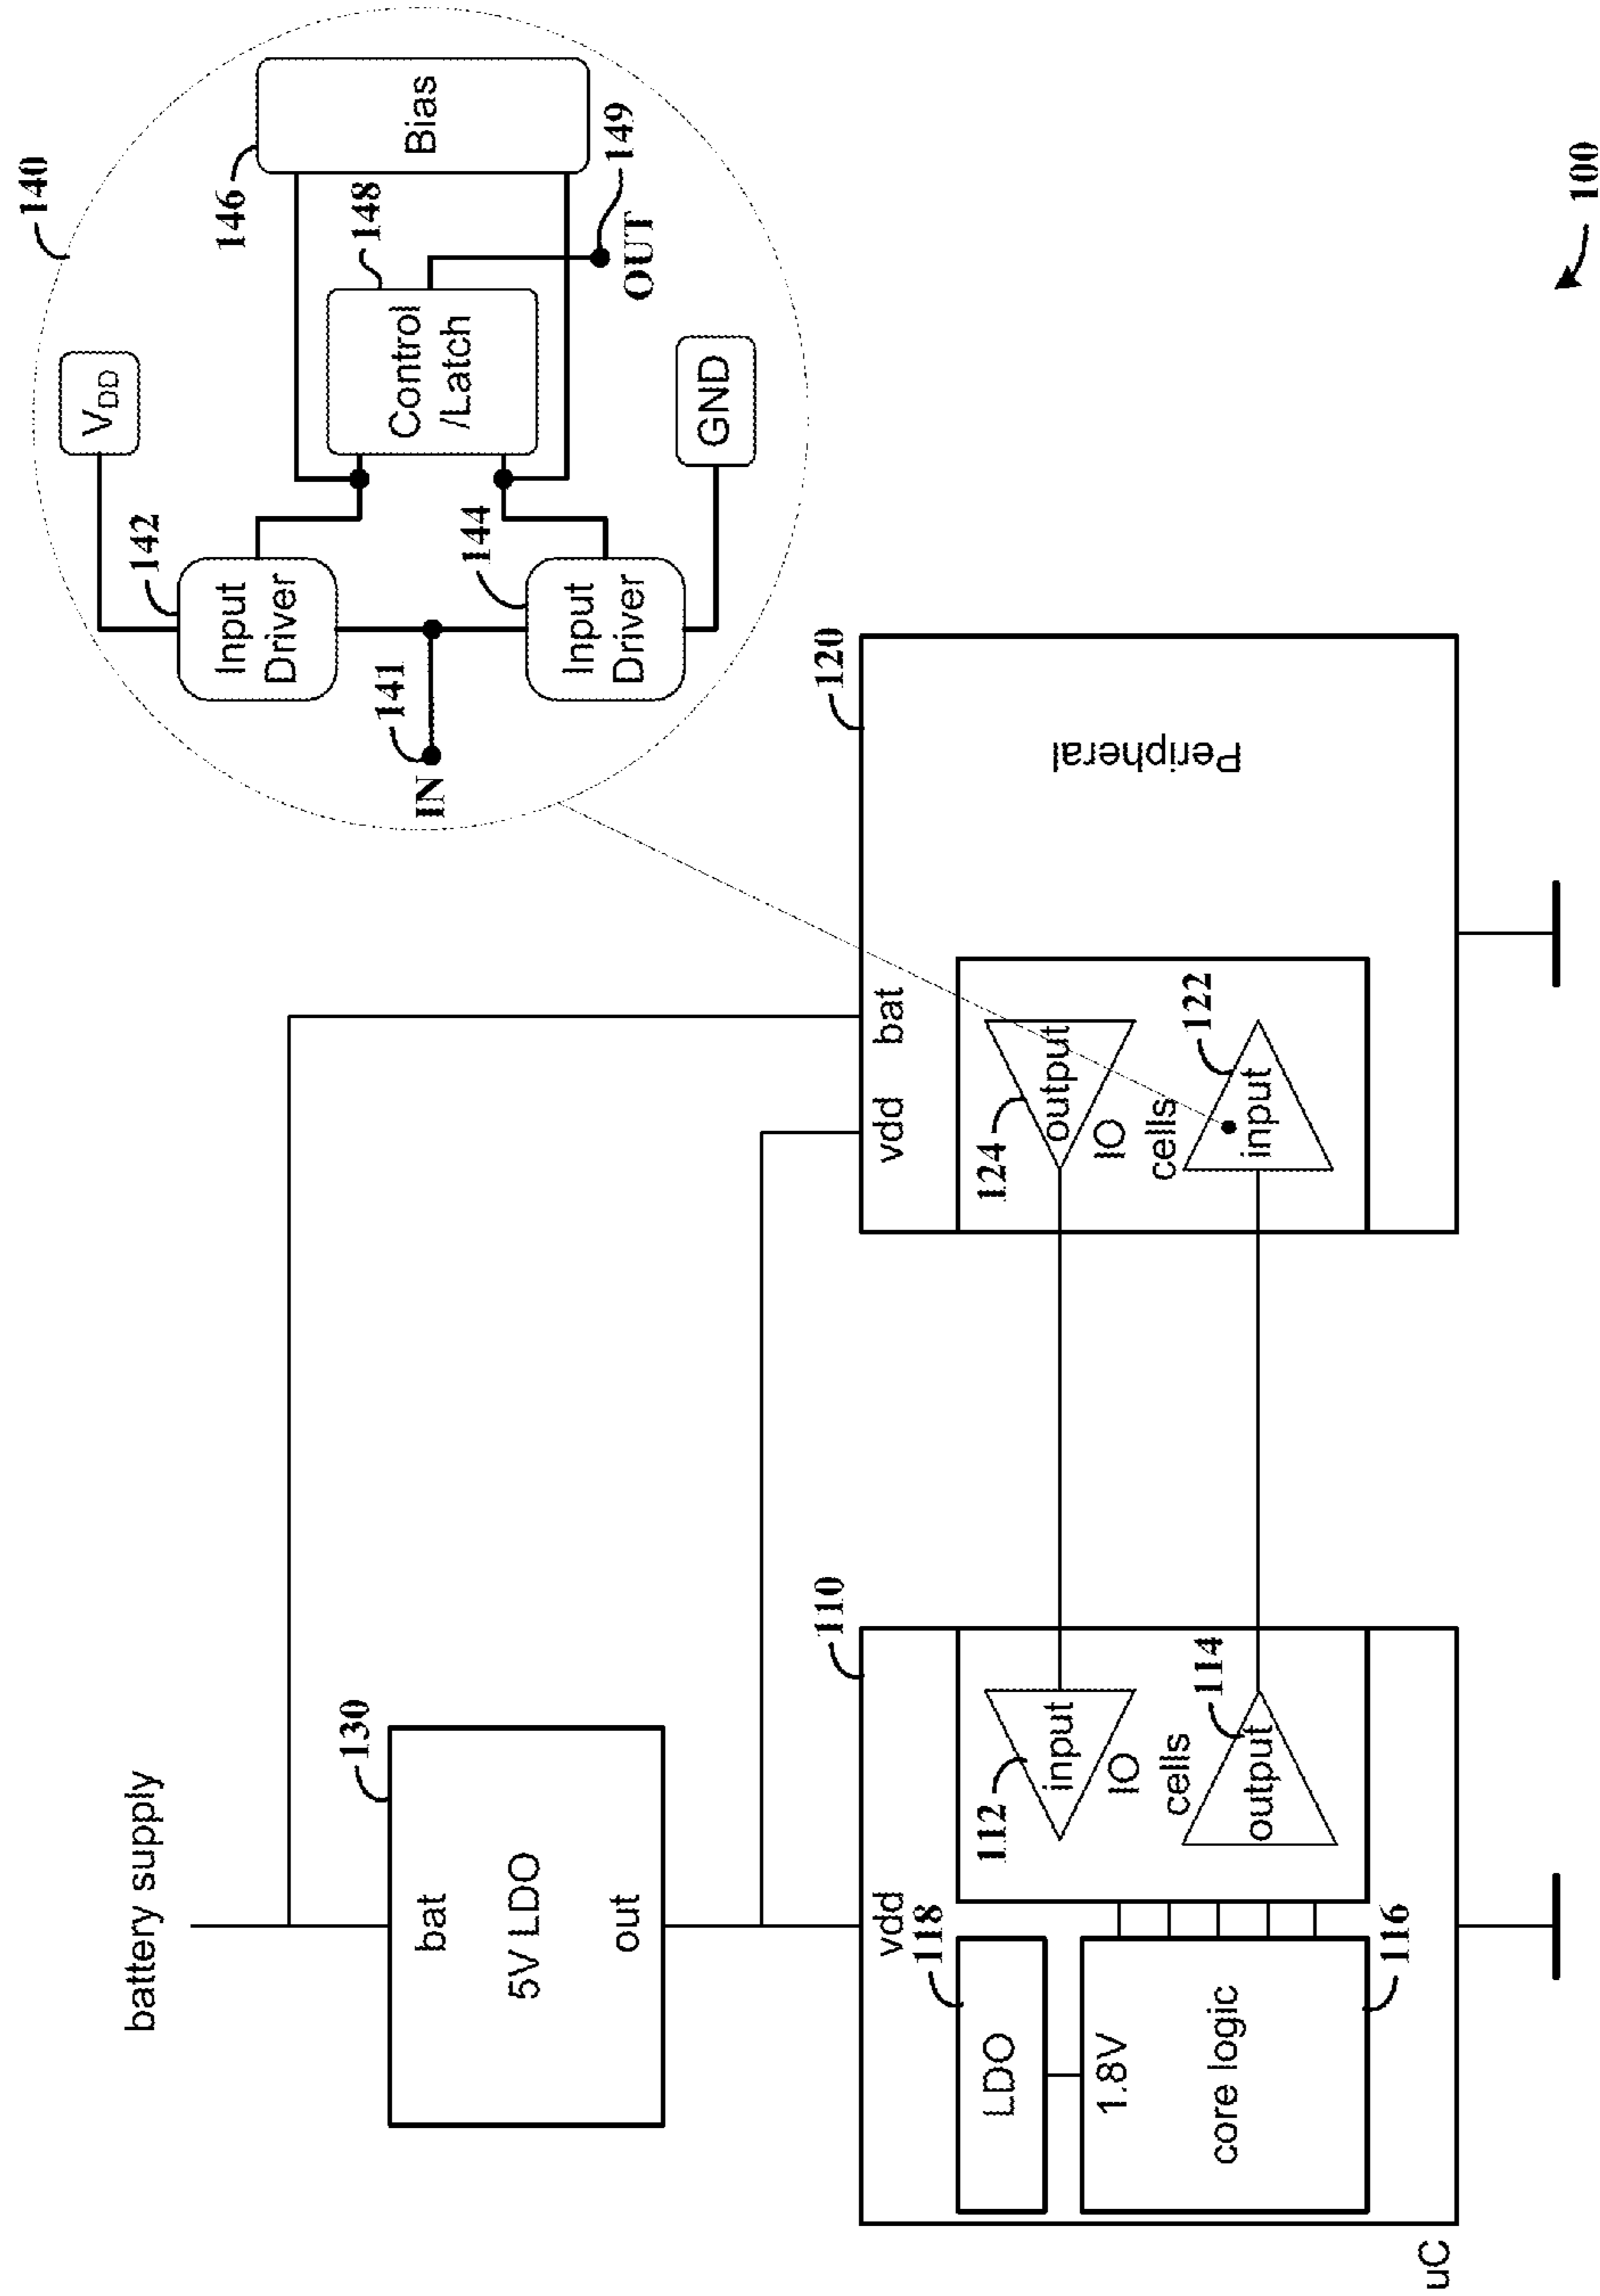 battery supply
130
bat
5V LDO
out
110
vdd
118
LDO
1.8V
core logic
116
112
input
IO
cells
114
output
uC
120
vdd
bat
124
output
IO
cells
122
input
Peripheral
140
VDD
142
Input
Driver
141
IN
144
Input
Driver
GND
146
Bias
148
Control
/Latch
149
OUT
100